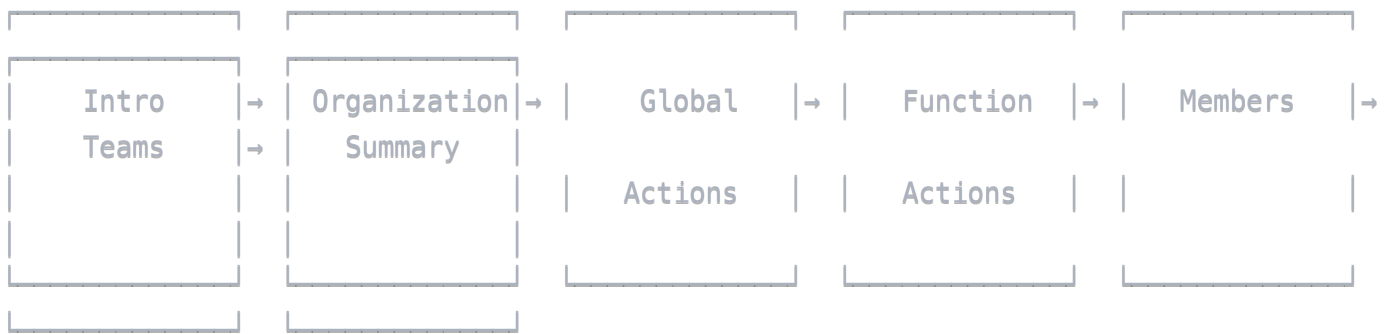 Intro → Organization → Global → Function → Members →
Teams → Summary
Actions Actions